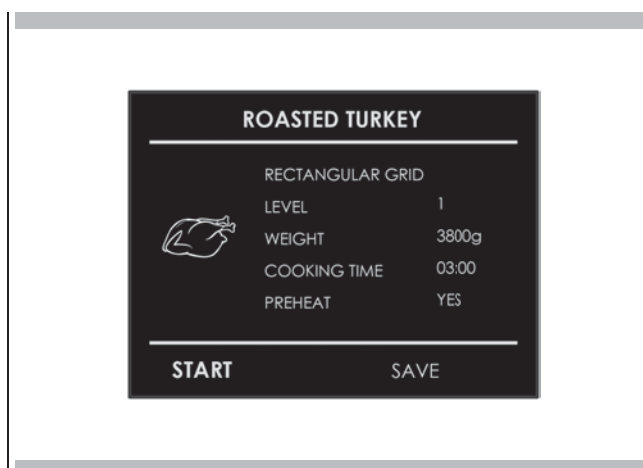 ROASTED TURKEY
RECTANGULAR GRID
LEVEL 1
WEIGHT 3800g
COOKING TIME 03:00
PREHEAT YES
START SAVE